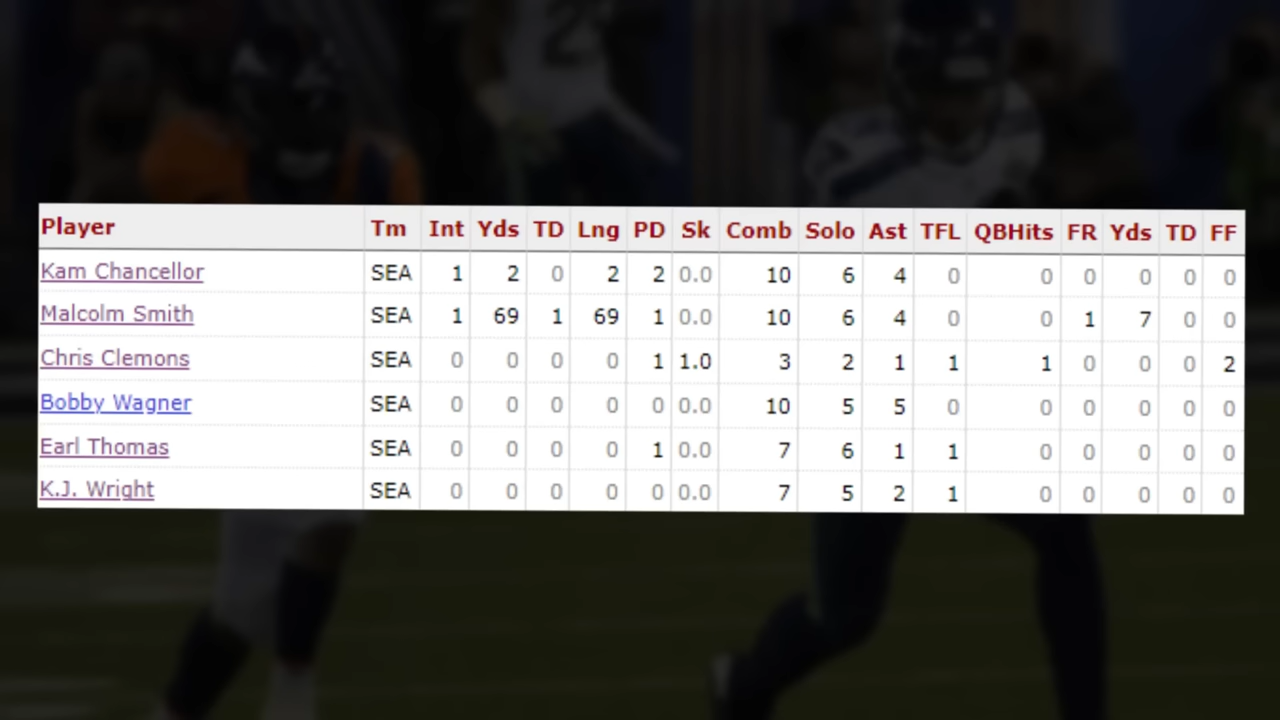 Player Tm Int Yds TD Lng PD Sk Comb Solo Ast TFL QBHits FR Yds TD FF
Kam Chancellor SEA 1 2 0 2 2 0.0 10 6 4 0 0 0 0 0 0
Malcolm Smith SEA 1 69 1 69 1 0.0 10 6 4 0 0 1 7 0 0
Chris Clemons SEA 0 0 0 0 1 1.0 3 2 1 1 1 0 0 0 2
Bobby Wagner SEA 0 0 0 0 0 0.0 10 5 5 0 0 0 0 0 0
Earl Thomas SEA 0 0 0 0 1 0.0 7 6 1 1 0 0 0 0 0
K.J. Wright SEA 0 0 0 0 0 0.0 7 5 2 1 0 0 0 0 0